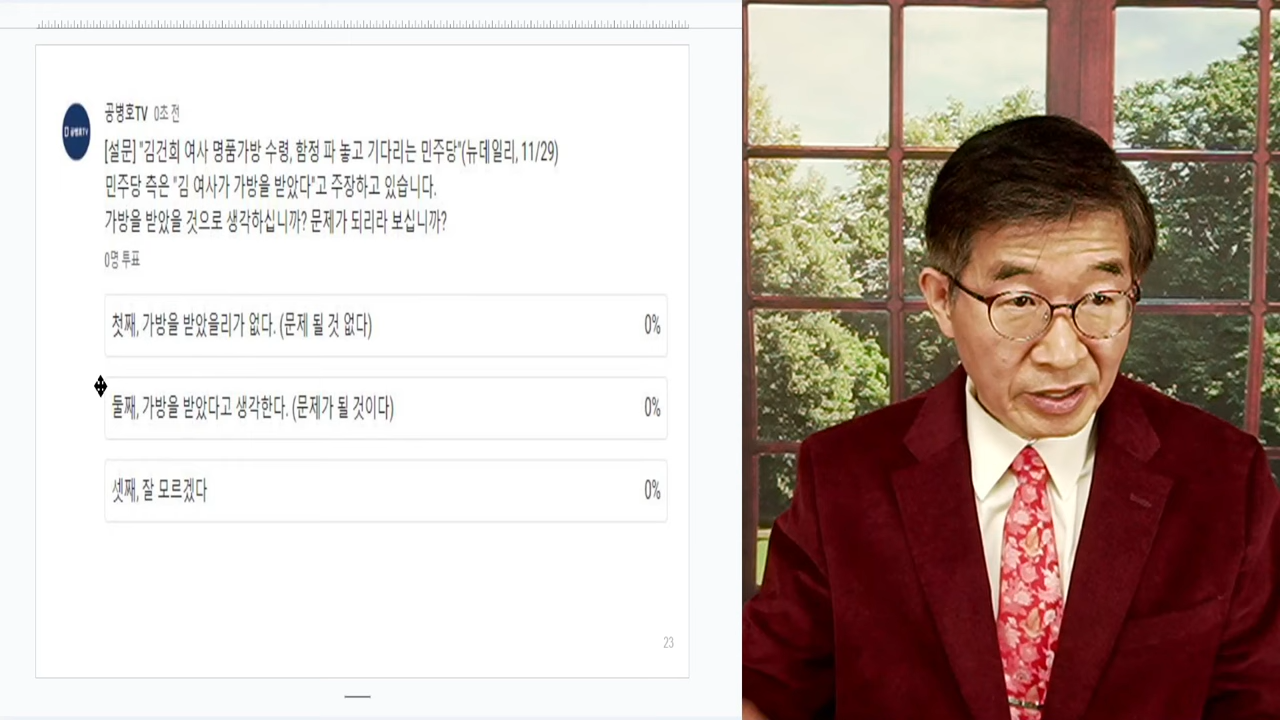 공병호TV 0초 전
공병호TV
[설문] "김건희 여사 명품가방 수령, 함정 파 놓고 기다리는 민주당"(뉴데일리, 11/29)
민주당 측은 "김 여사가 가방을 받았다"고 주장하고 있습니다.
가방을 받았을 것으로 생각하십니까? 문제가 되리라 보십니까?
0명 투표
첫째, 가방을 받았을리가 없다. (문제 될 것 없다) 0%
둘째, 가방을 받았다고 생각한다. (문제가 될 것이다) 0%
셋째, 잘 모르겠다 0%
23